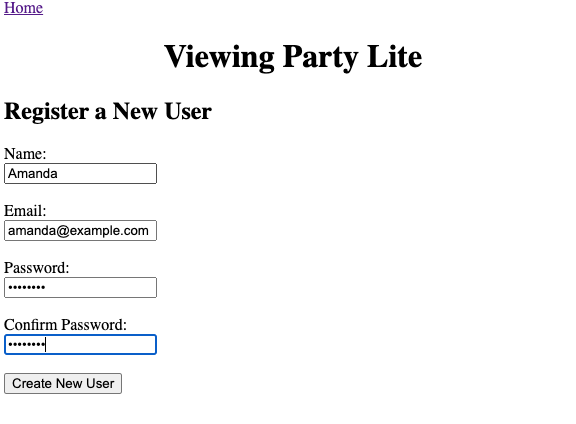 Home
Viewing Party Lite
Register a New User
Name:
Amanda
Email:
amanda@example.com
Password:
••••••••
Confirm Password:
••••••••
Create New User